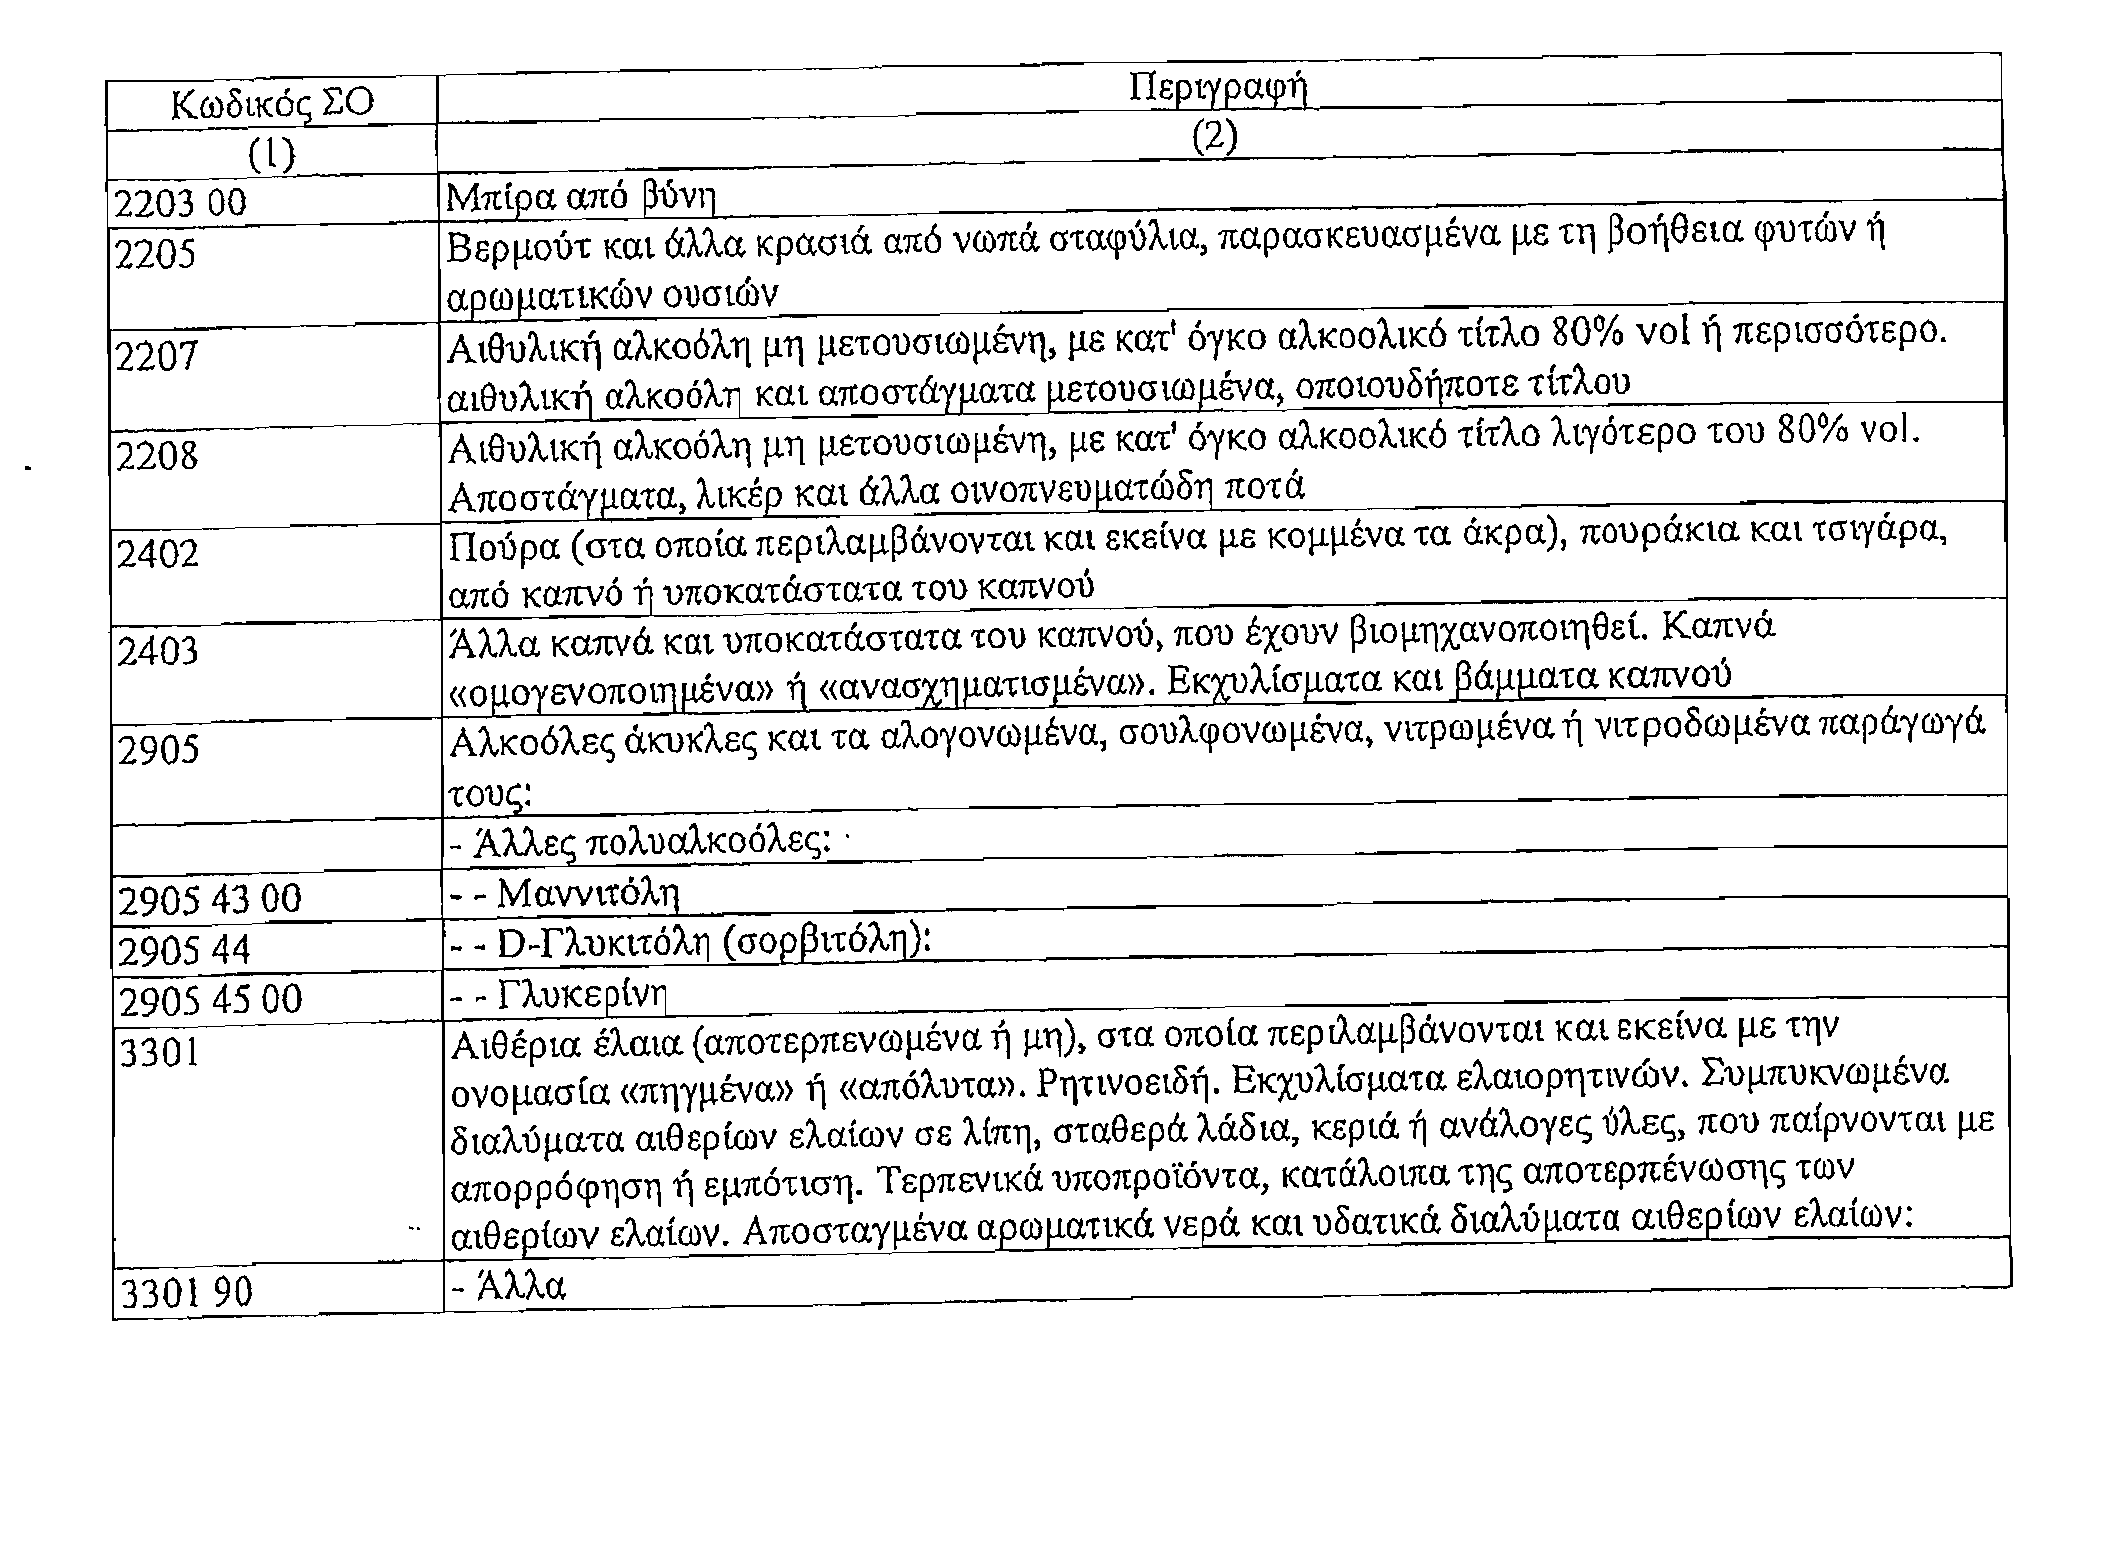 Κωδικός ΣΟ
Περιγραφή
(1)
(2)
2203 00
Μπίρα από βύνη
2205
Βερμούτ και άλλα κρασιά από νωπά σταφύλια, παρασκευασμένα με τη βοήθεια φυτών ή
αρωματικών ουσιών
2207
Αιθυλική αλκοόλη μη μετουσιωμένη, με κατ' όγκο αλκοολικό τίτλο 80% vol ή περισσότερο.
αιθυλική αλκοόλη και αποστάγματα μετουσιωμένα, οποιουδήποτε τίτλου
2208
Αιθυλική αλκοόλη μη μετουσιωμένη, με κατ' όγκο αλκοολικό τίτλο λιγότερο του 80% vol.
Αποστάγματα, λικέρ και άλλα οινοπνευματώδη ποτά
2402
Πούρα (στα οποία περιλαμβάνονται και εκείνα με κομμένα τα άκρα), πουράκια και τσιγάρα,
από καπνό ή υποκατάστατα του καπνού
2403
Άλλα καπνά και υποκατάστατα του καπνού, που έχουν βιομηχανοποιηθεί. Καπνά
«ομογενοποιημένα» ή «ανασχηματισμένα». Εκχυλίσματα και βάμματα καπνού
2905
Αλκοόλες άκυκλες και τα αλογονωμένα, σουλφονωμένα, νιτρωμένα ή νιτροδωμένα παράγωγά
τους:
- Άλλες πολυαλκοόλες:
2905 43 00
- - Μαννιτόλη
2905 44
- - D-Γλυκιτόλη (σορβιτόλη):
2905 45 00
- - Γλυκερίνη
3301
Αιθέρια έλαια (αποτερπενωμένα ή μη), στα οποία περιλαμβάνονται και εκείνα με την
ονομασία «πηγμένα» ή «απόλυτα». Ρητινοειδή. Εκχυλίσματα ελαιορητινών. Συμπυκνωμένα
διαλύματα αιθερίων ελαίων σε λίπη, σταθερά λάδια, κεριά ή ανάλογες ύλες, που παίρνονται με
απορρόφηση ή εμπότιση. Τερπενικά υποπροϊόντα, κατάλοιπα της αποτερπένωσης των
αιθερίων ελαίων. Αποσταγμένα αρωματικά νερά και υδατικά διαλύματα αιθερίων ελαίων:
3301 90
- Άλλα